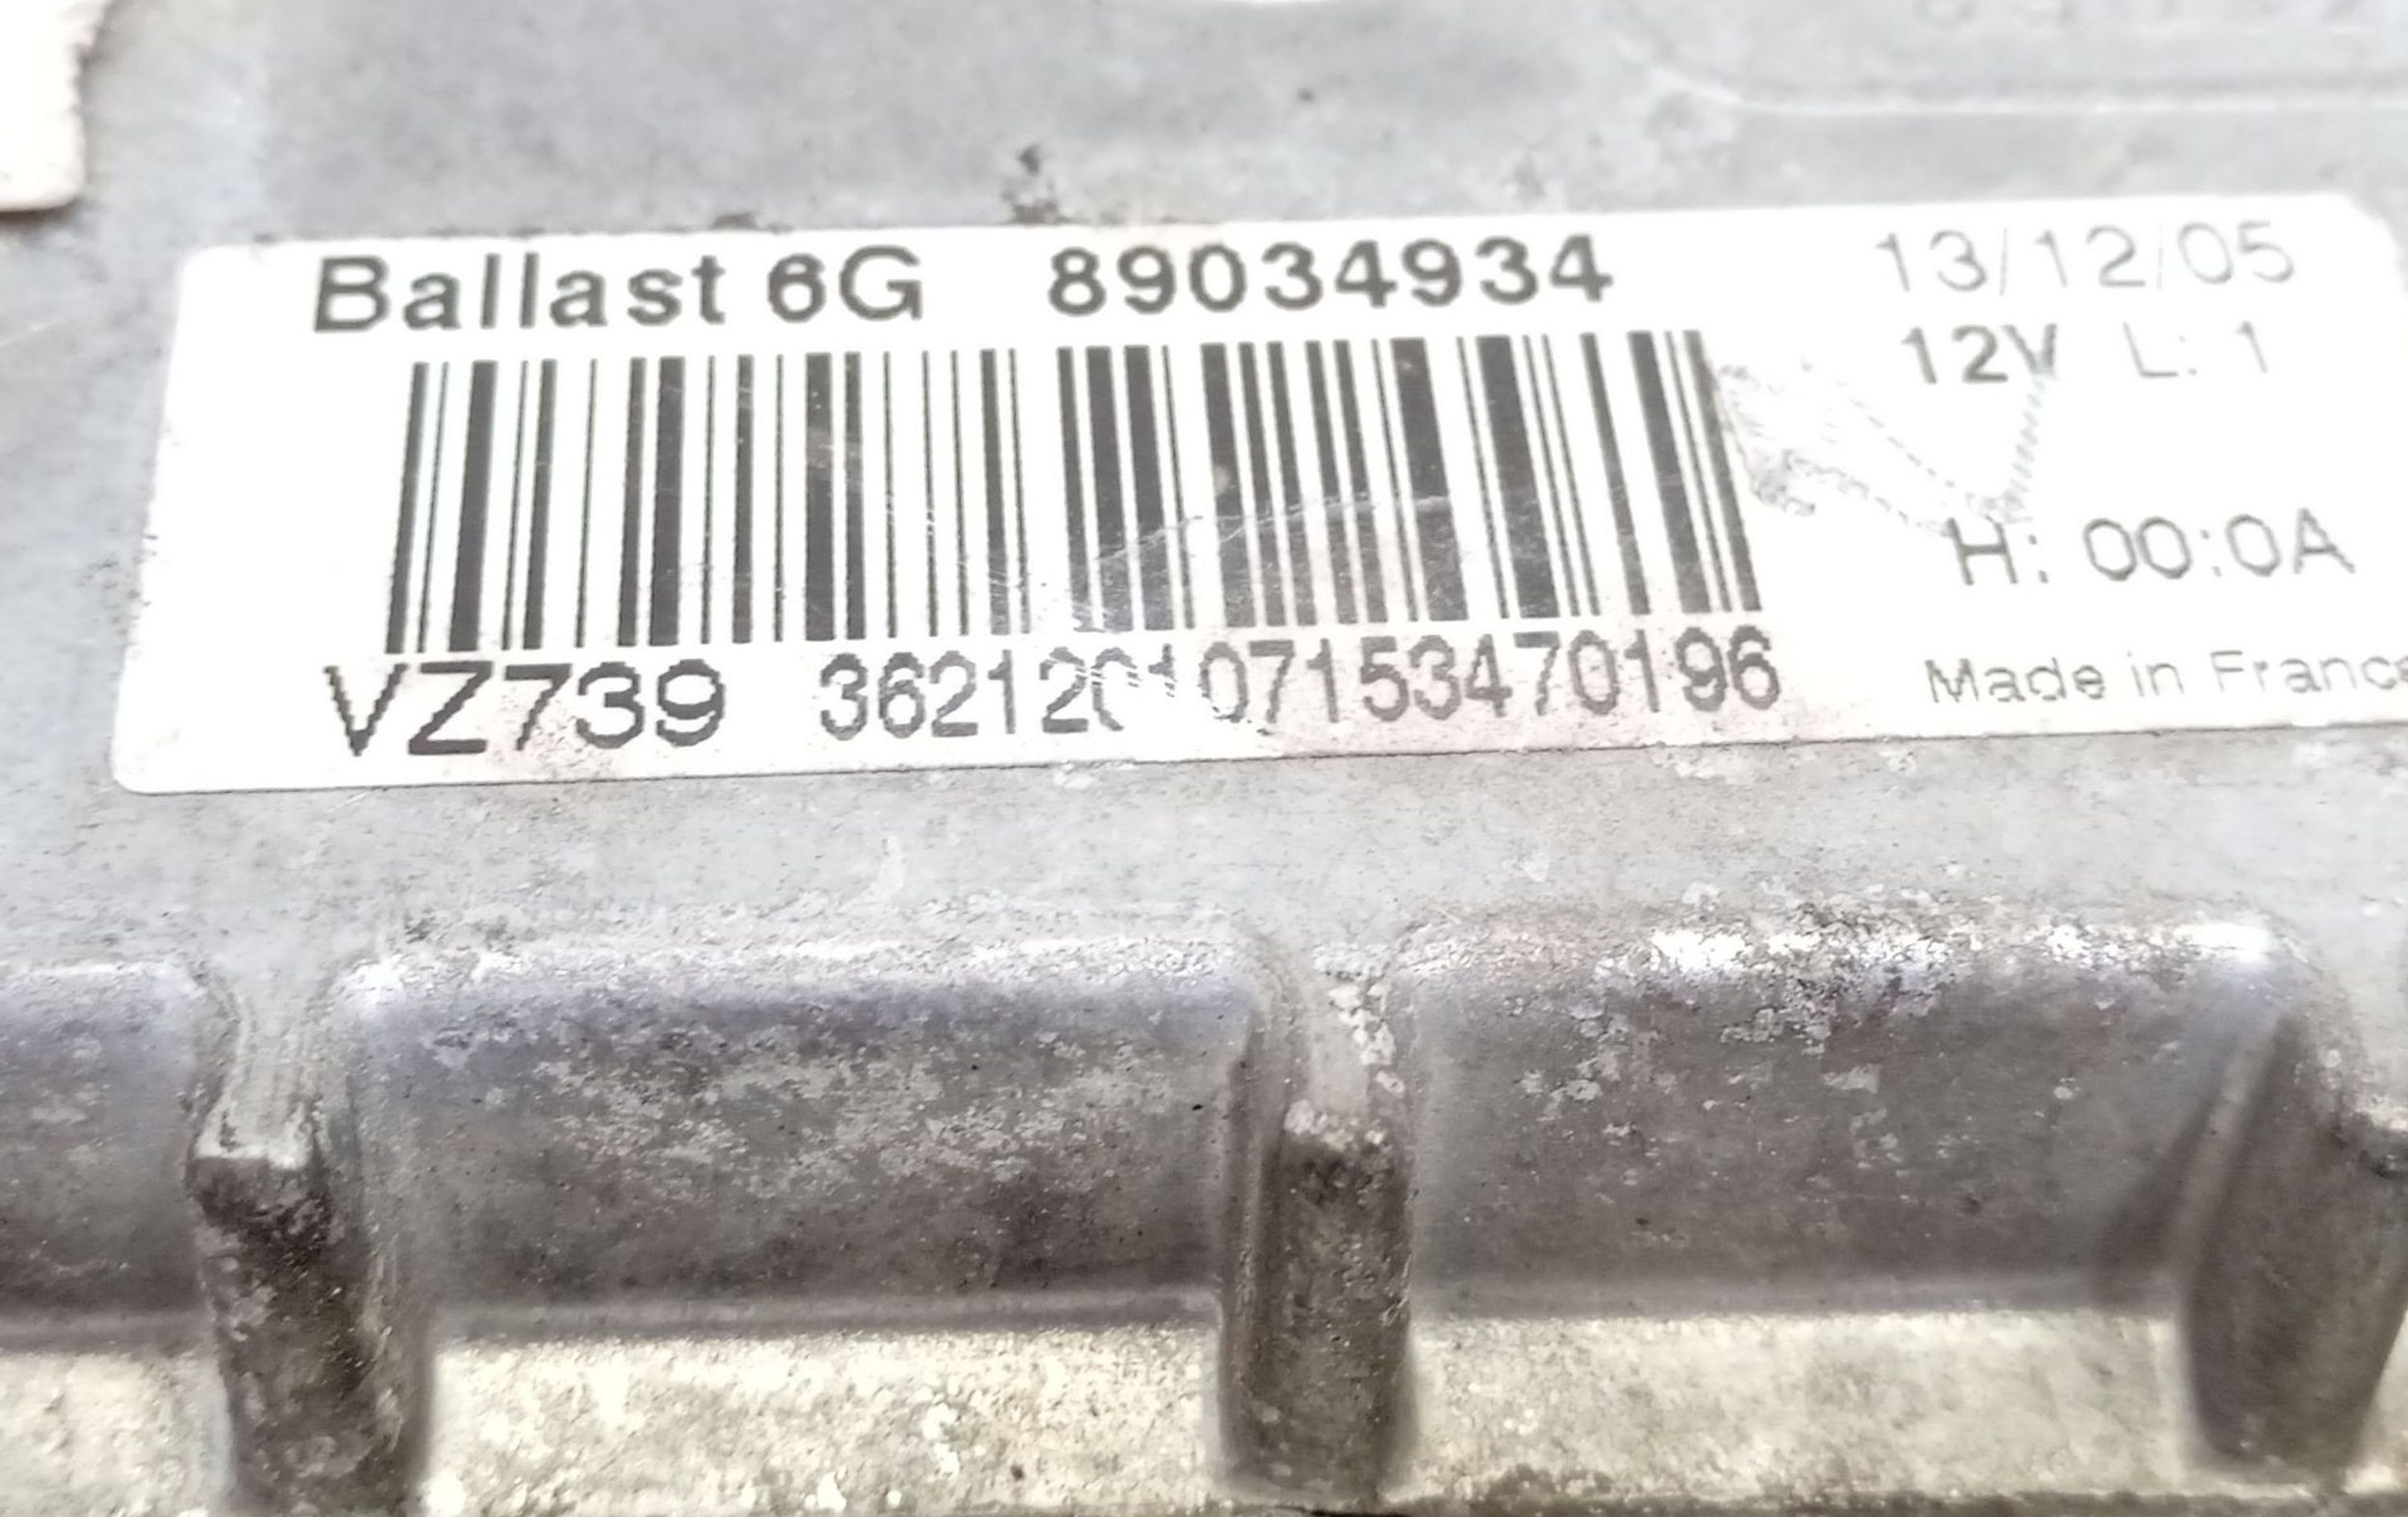 Ballast 6G 89034934 13/12/05
12V L: 1
H: 00:0A
VZ739 362120107153470196 Made in France